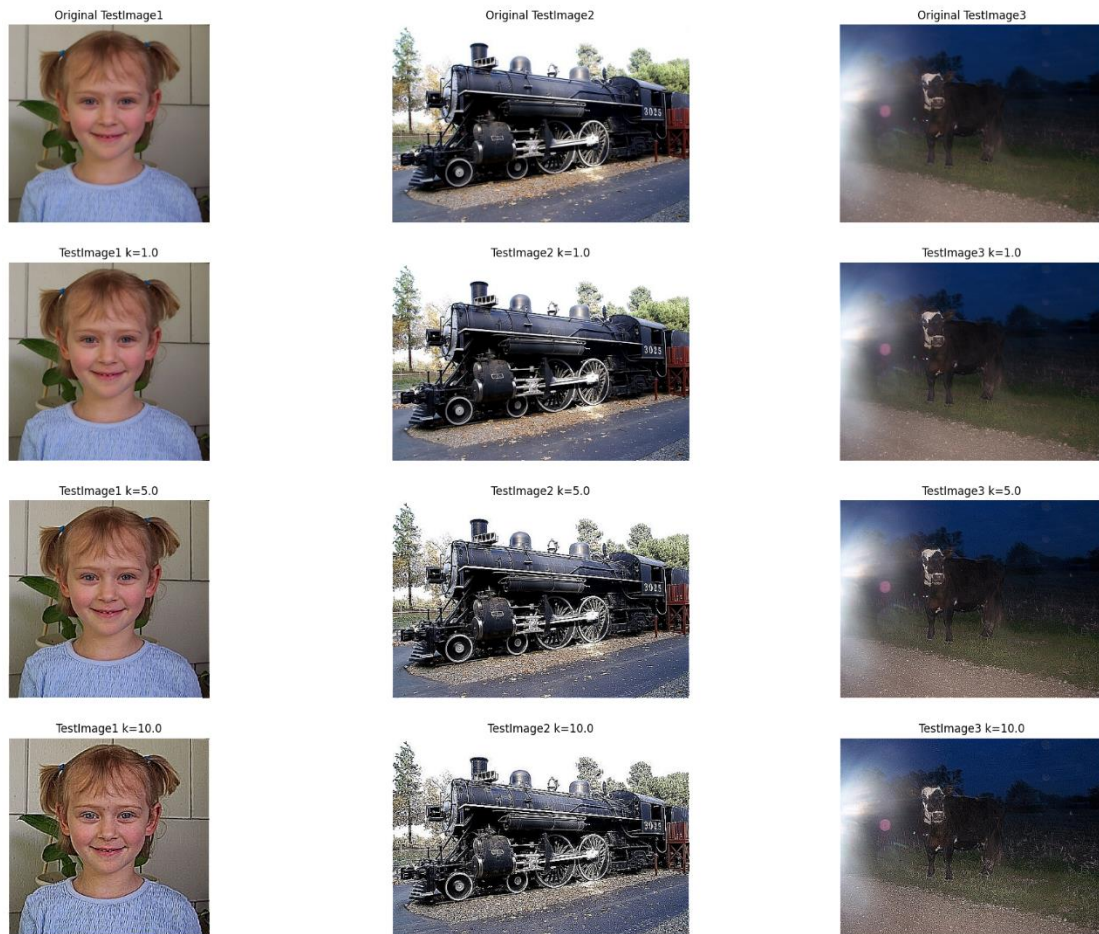 Original TestImage1
Original TestImage2
Original TestImage3
3025
TestImage1 k=1.0
TestImage2 k=1.0
TestImage3 k=1.0
3025
TestImage1 k=5.0
TestImage2 k=5.0
TestImage3 k=5.0
3025
TestImage1 k=10.0
TestImage2 k=10.0
TestImage3 k=10.0
3025